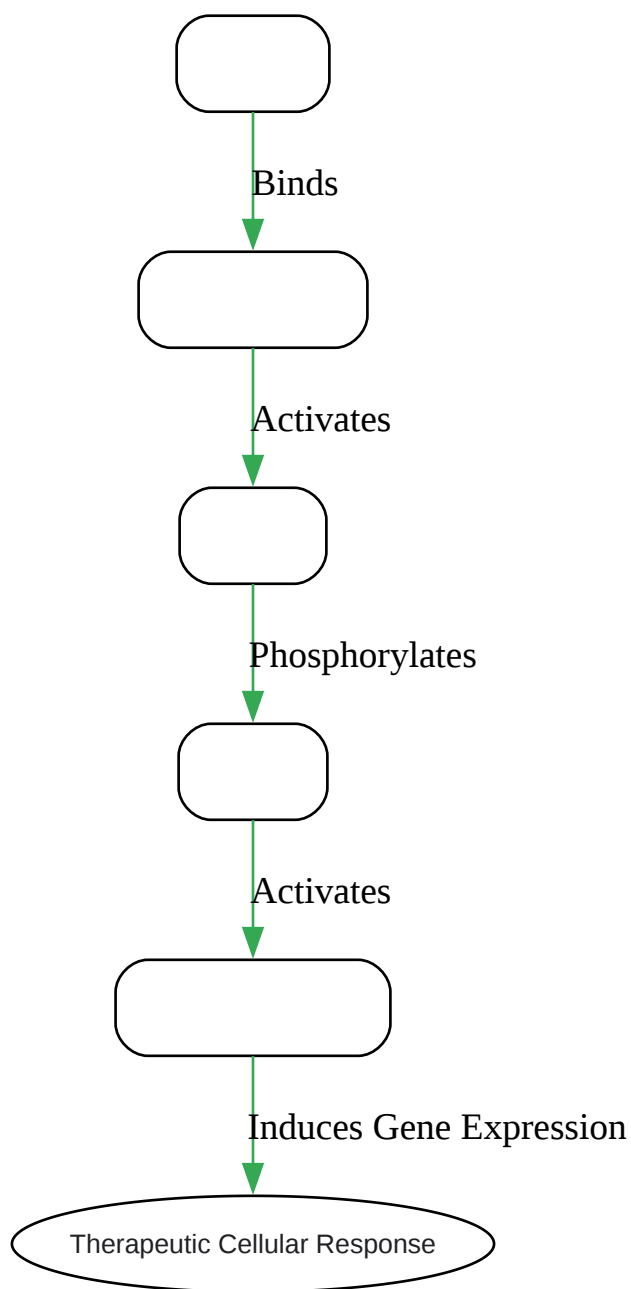 Binds
Activates
Phosphorylates
Activates
Induces Gene Expression
Therapeutic Cellular Response